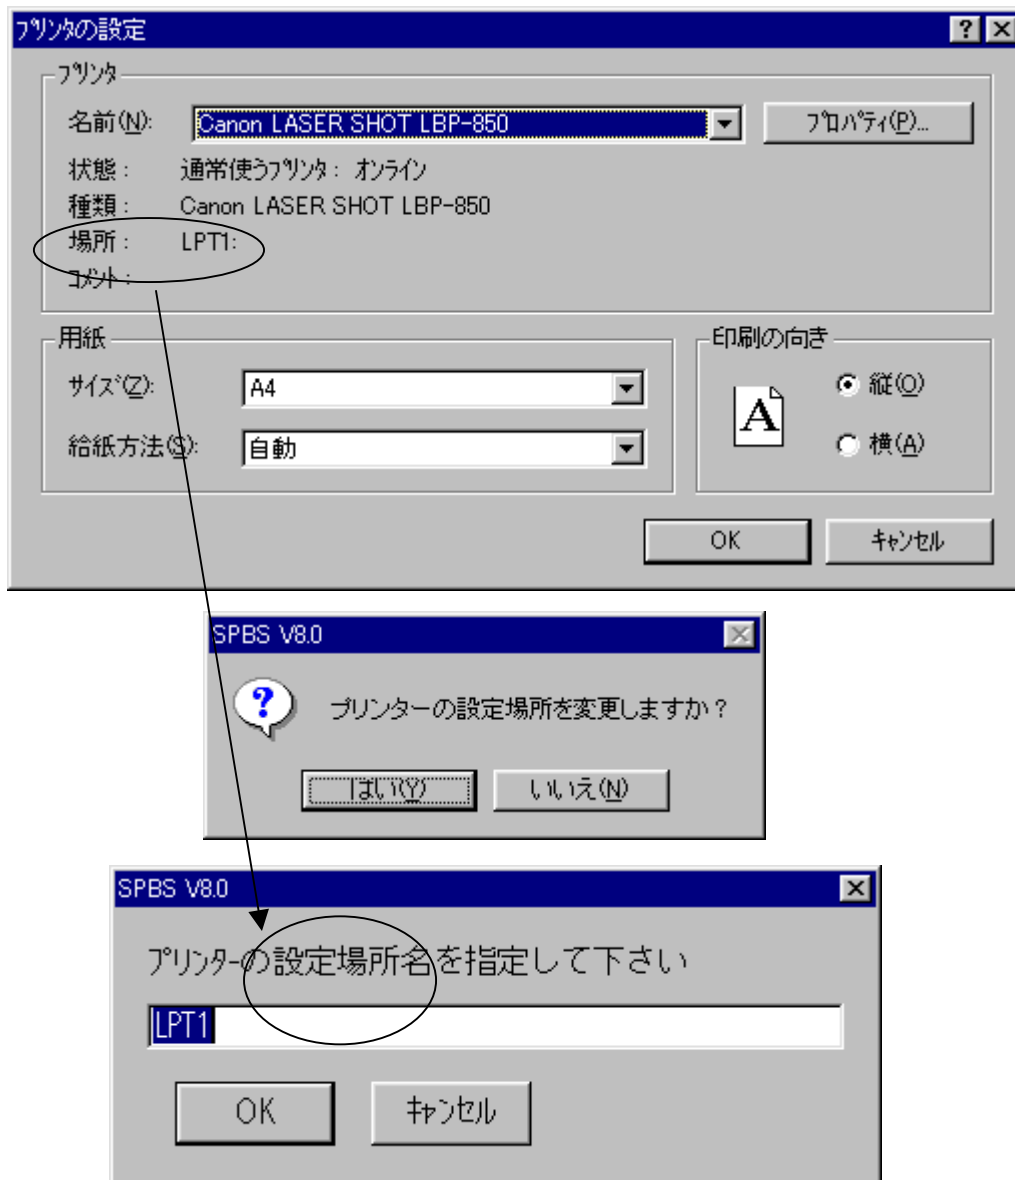 プリンタの設定
プリンタ
名前(N): Canon LASER SHOT LBP-850 プロパティ(P)...
状態: 通常使うプリンタ: オンライン
種類: Canon LASER SHOT LBP-850
場所: LPT1:
コメント:
用紙
サイズ(Z): A4
給紙方法(S): 自動
印刷の向き
A
縦(O)
横(A)
OK キャンセル
SPBS V8.0
? プリンターの設定場所を変更しますか?
はい(Y) いいえ(N)
SPBS V8.0
プリンターの設定場所名を指定して下さい
LPT1
OK キャンセル